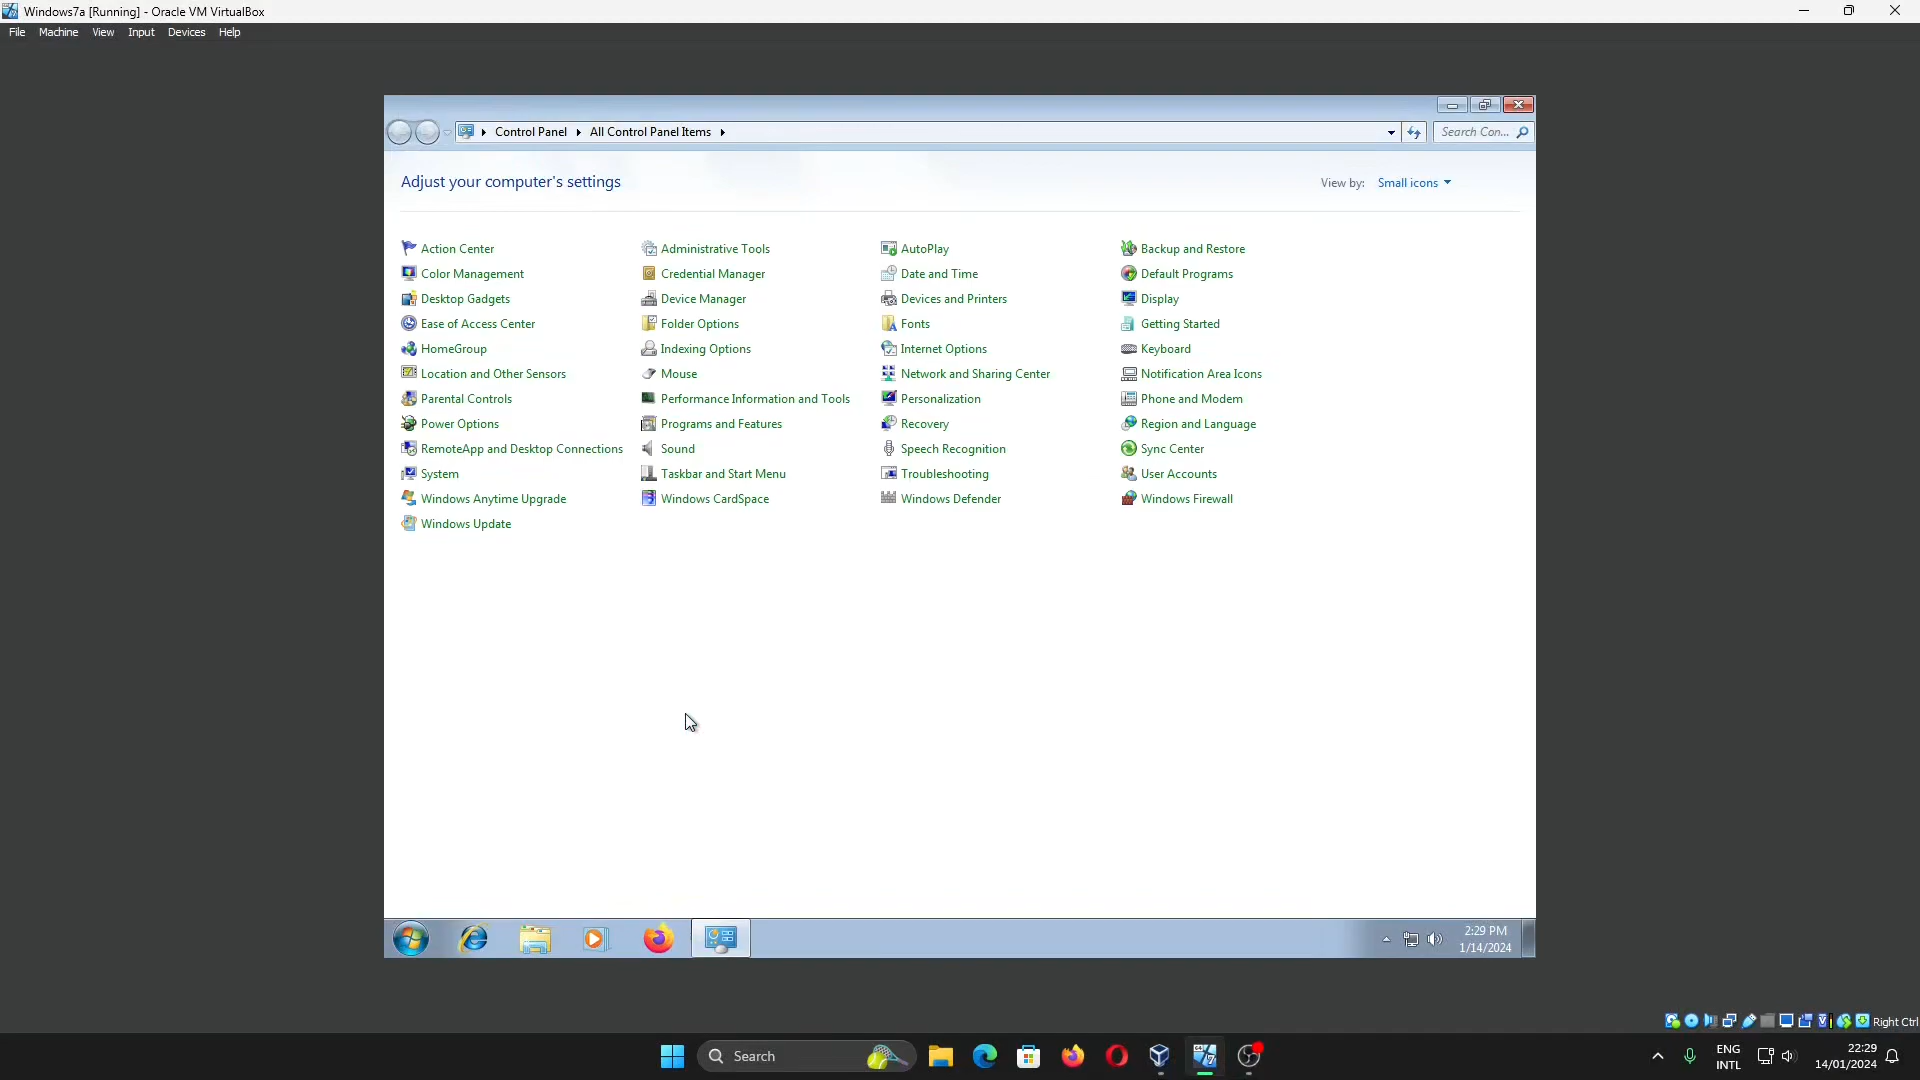 Windows7a [Running] - Oracle VM VirtualBox
File Machine View Input Devices Help
Control Panel All Control Panel Items
Search Con...
Adjust your computer's settings
View by: Small icons
Action Center Administrative Tools AutoPlay Backup and Restore
Color Management Credential Manager Date and Time Default Programs
Desktop Gadgets Device Manager Devices and Printers Display
Ease of Access Center Folder Options Fonts Getting Started
HomeGroup Indexing Options Internet Options Keyboard
Location and Other Sensors Mouse Network and Sharing Center Notification Area Icons
Parental Controls Performance Information and Tools Personalization Phone and Modem
Power Options Programs and Features Recovery Region and Language
RemoteApp and Desktop Connections Sound Speech Recognition Sync Center
System Taskbar and Start Menu Troubleshooting User Accounts
Windows Anytime Upgrade Windows CardSpace Windows Defender Windows Firewall
Windows Update
2:29 PM
1/14/2024
Right Ctrl
Search
ENG
INTL
22:29
14/01/2024